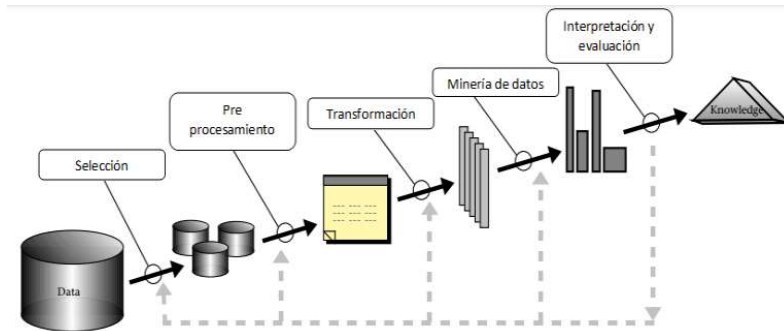 Interpretación y
evaluación
Minería de datos
Knowledge
Pre
procesamiento
Transformación
Selección
Data